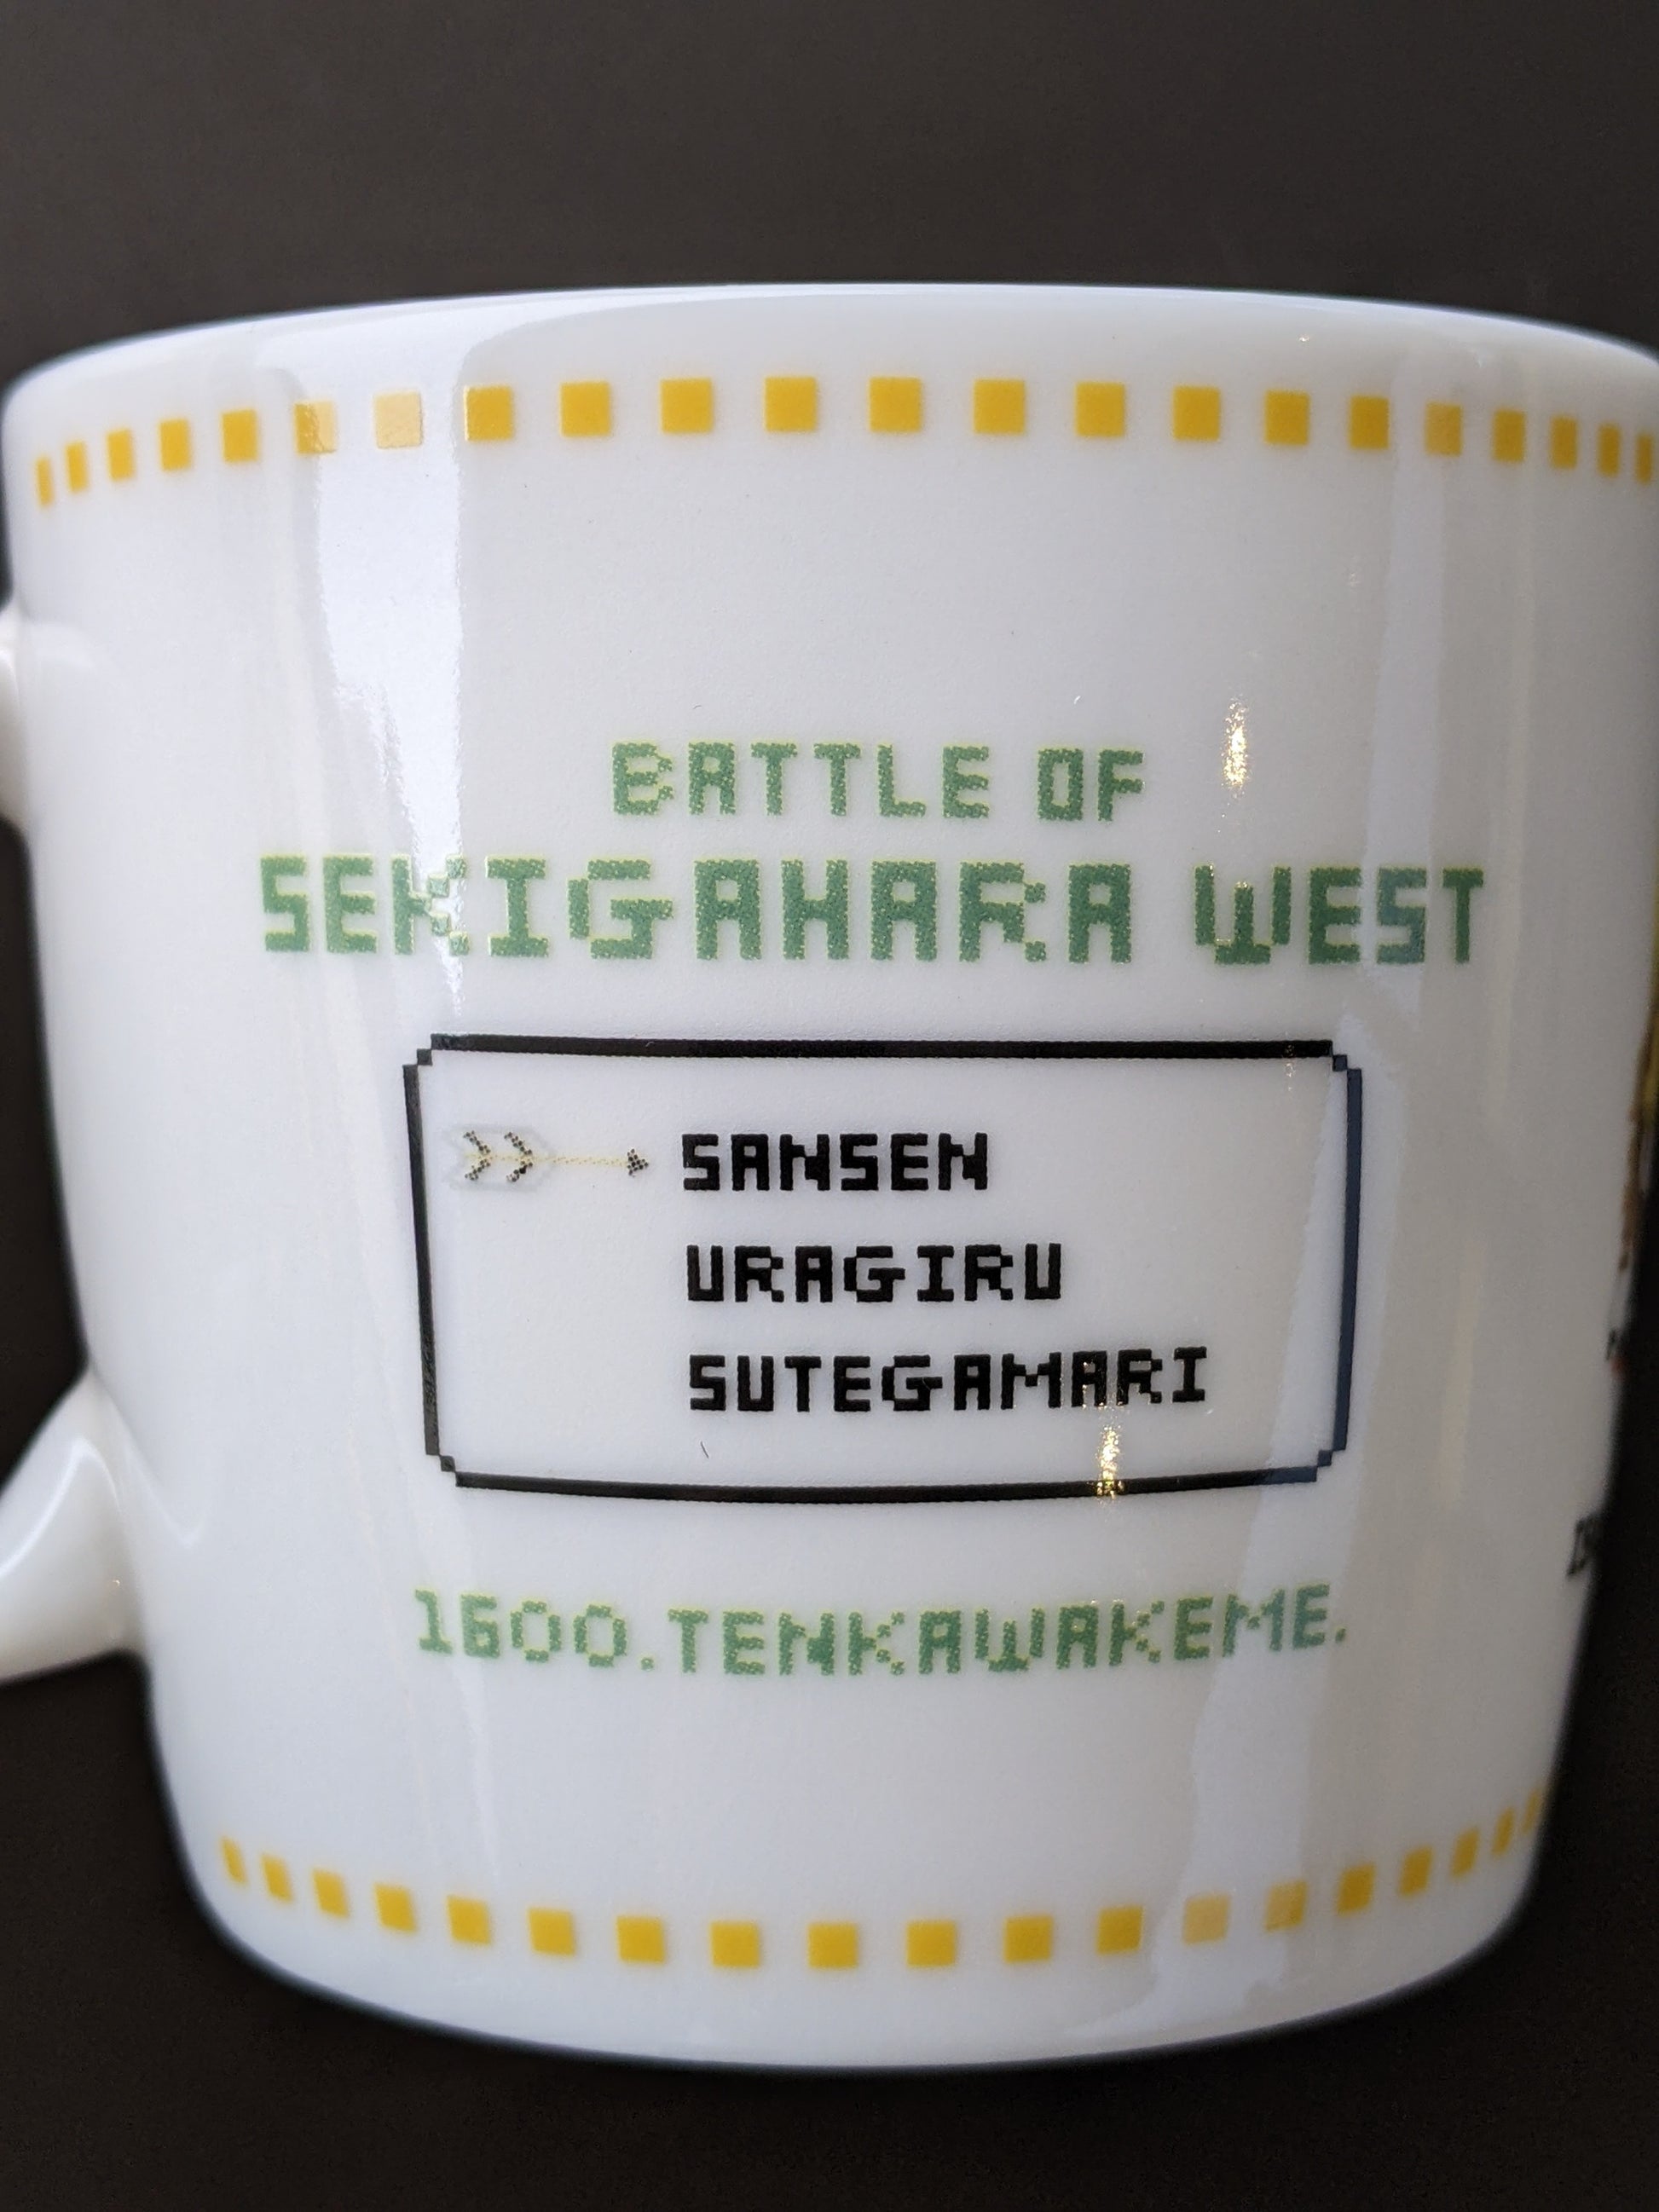 BATTLE OF
SEKIGAHARA WEST
SANSEN
URAGIRU
SUTEGAMARI
1600.TENKAWAKEME.